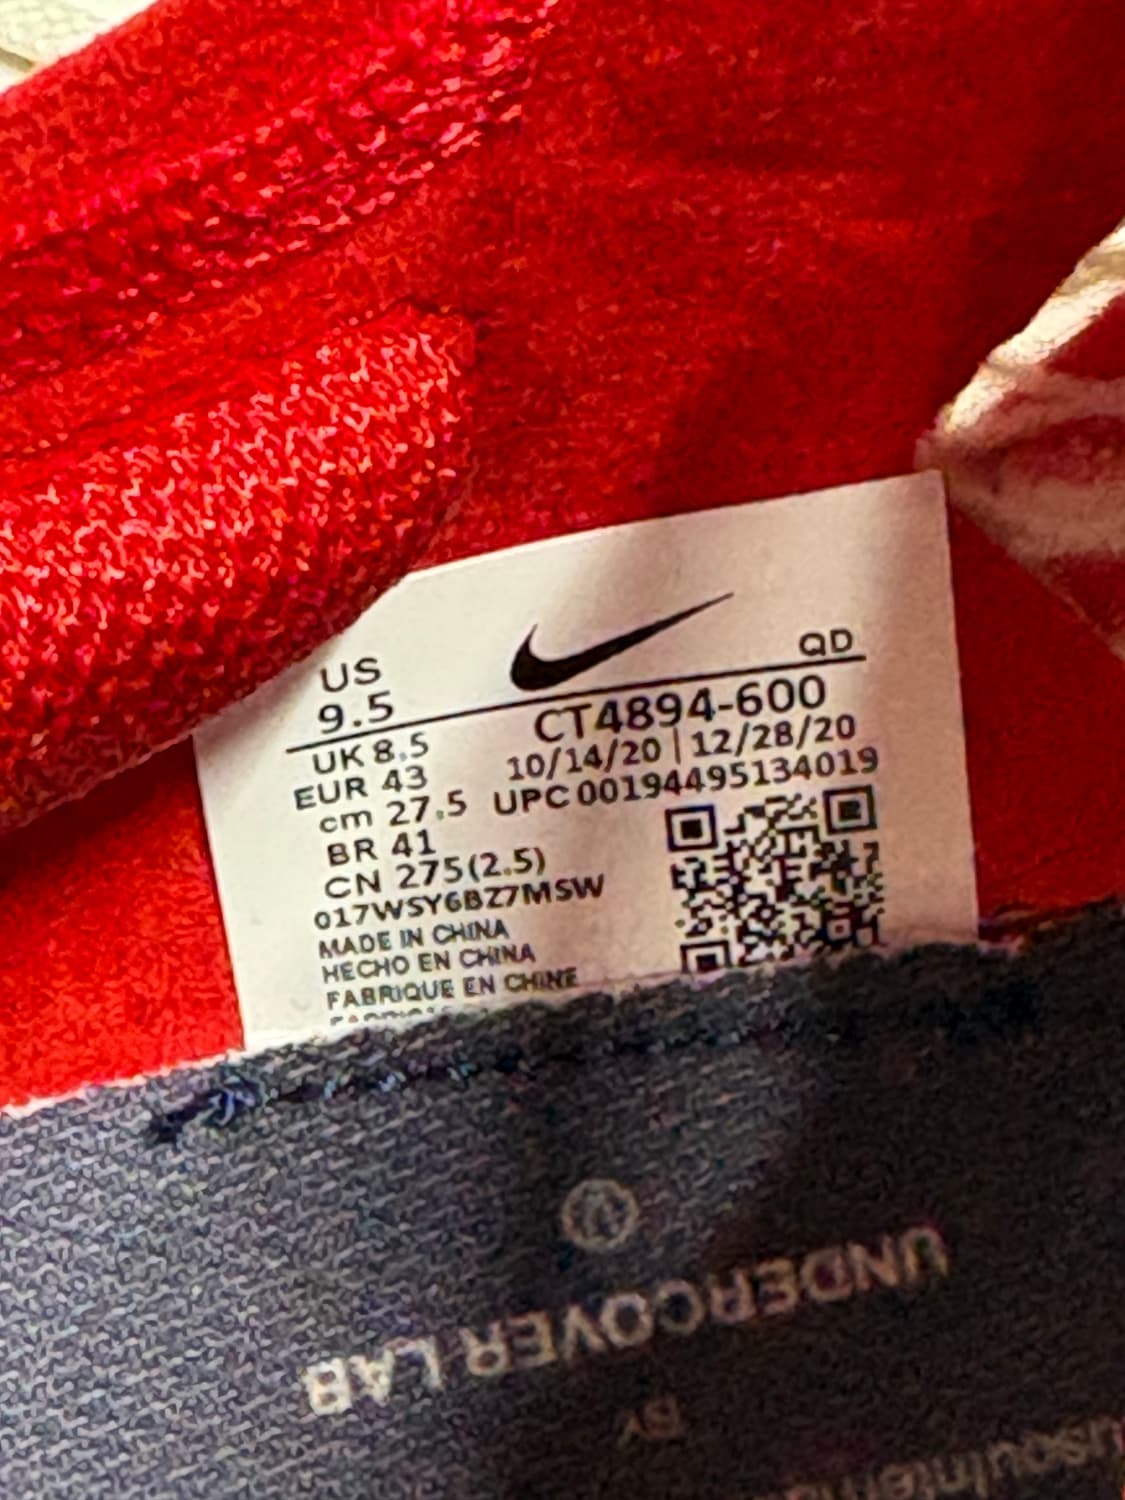 QD
US
9.5
CT4894-600
UK 8.5
10/14/20 | 12/28/20
EUR 43
UPC 00194495134019
cm 27.5
BR 41
CN 275(2.5)
017WSY6BZ7MSW
MADE IN CHINA
HECHO EN CHINA
FABRIQUÉ EN CHINE
UNDERCOVER LAB
BY